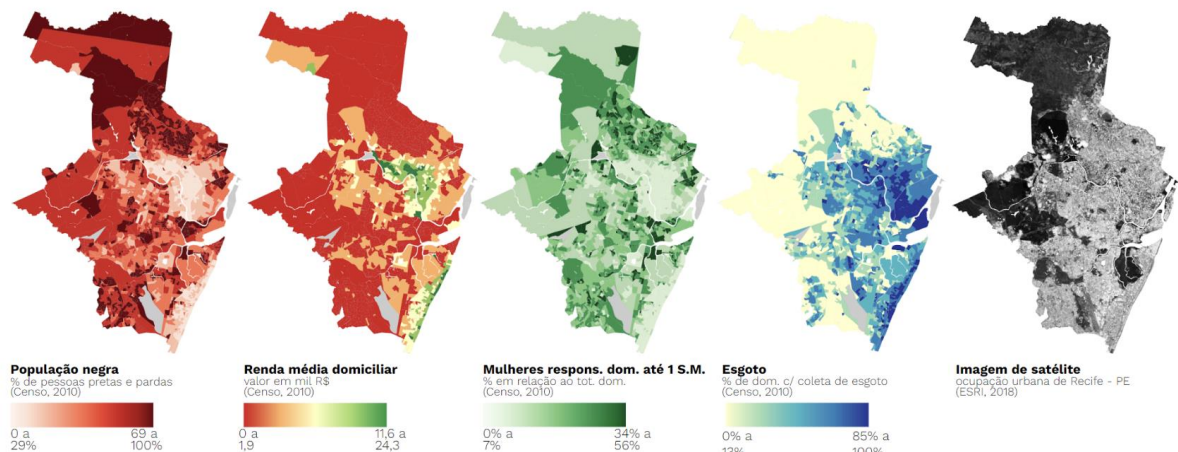 População negra
% de pessoas pretas e pardas
(Censo, 2010)
0 a
29%
69 a
100%
Renda média domiciliar
valor em mil R$
(Censo, 2010)
0 a
1,9
11,6 a
24,3
Mulheres respons. dom. até 1 S.M.
% em relação ao tot. dom.
(Censo, 2010)
0% a
7%
34% a
56%
Esgoto
% de dom. c/ coleta de esgoto
(Censo, 2010)
0% a
13%
85% a
100%
Imagem de satélite
ocupação urbana de Recife - PE
(ESRI, 2018)